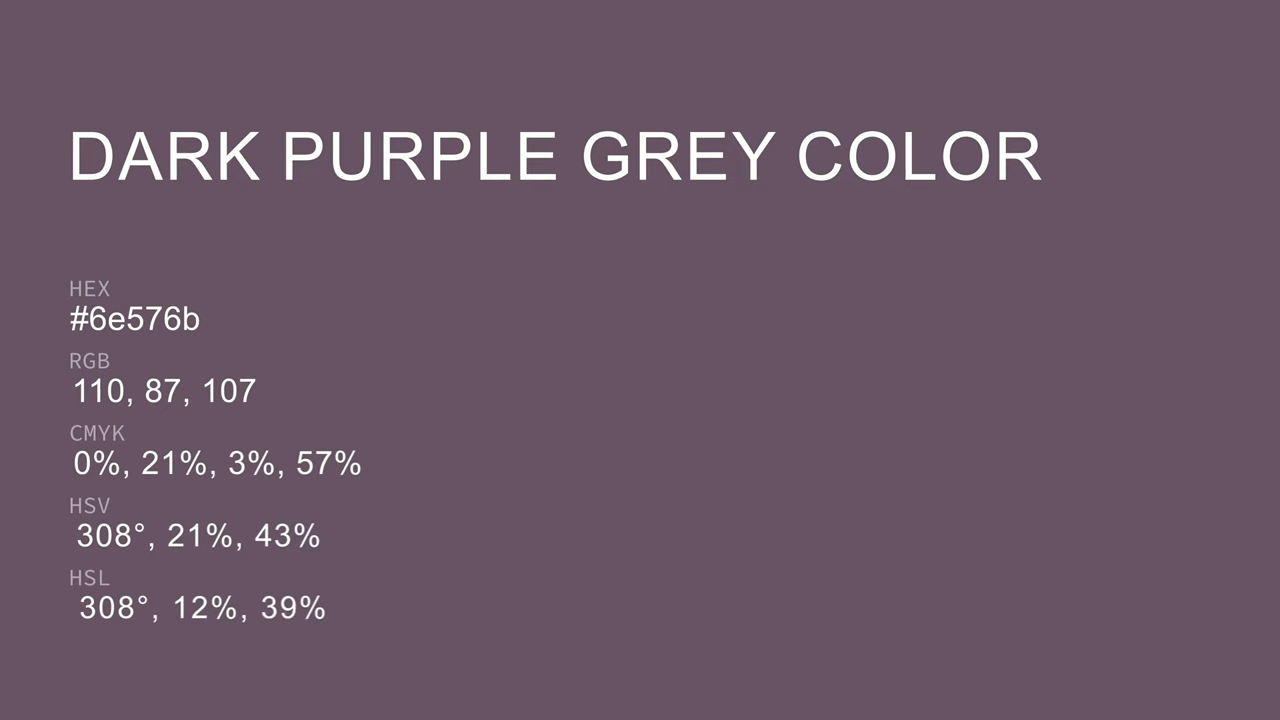 DARK PURPLE GREY COLOR
HEX
#6e576b
RGB
110, 87, 107
CMYK
0%, 21%, 3%, 57%
HSV
308°, 21%, 43%
HSL
308°, 12%, 39%